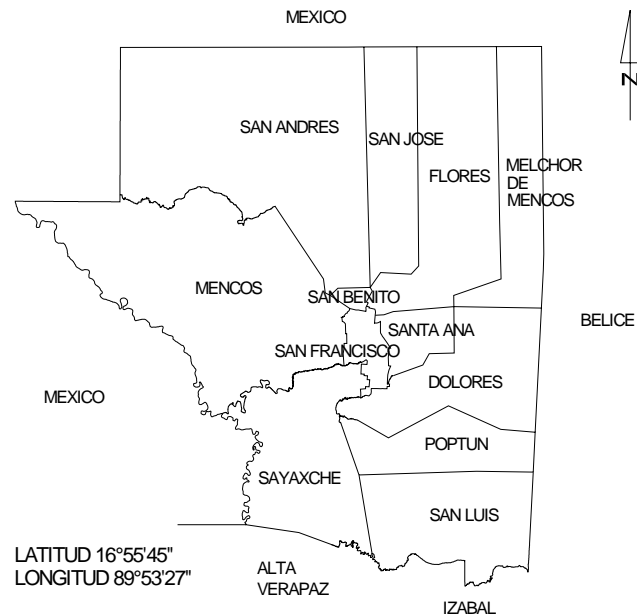 MEXICO
N
SAN ANDRES
SAN JOSE
FLORES
MELCHOR
DE
MENCOS
MENCOS
SAN BENITO
SANTA ANA
BELICE
SAN FRANCISCO
DOLORES
MEXICO
POPTUN
SAYAXCHE
SAN LUIS
LATITUD 16°55'45"
LONGITUD 89°53'27"
ALTA
VERAPAZ
IZABAL